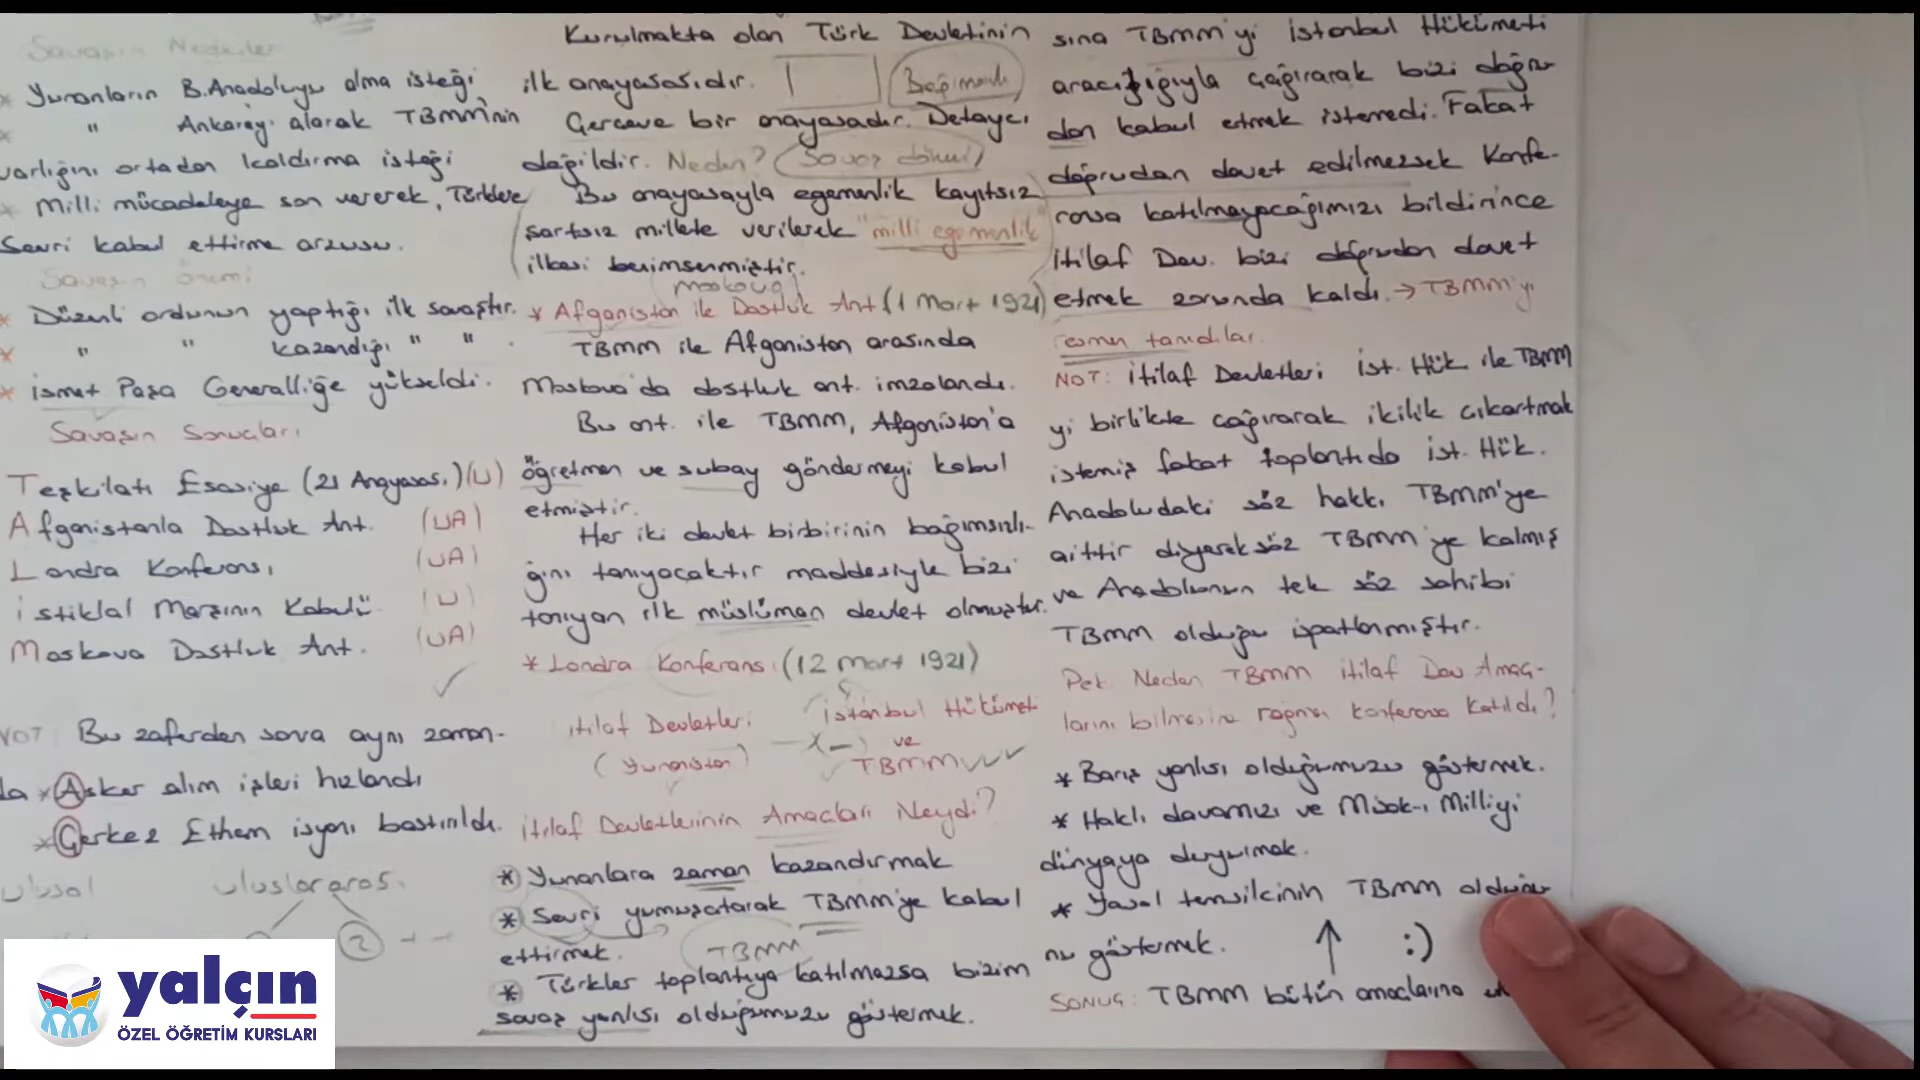 Savaşın Nedenleri
* Yunanların B.Anadoluyu alma isteği
* " Ankarayı alarak TBMM'nin
varlığını ortadan kaldırma isteği
* Milli mücadeleye son vererek, Türklere
Sevri kabul ettirme arzusu.
Savaşın Önemi
* Düzenli ordunun yaptığı ilk savaştır.
* " " kazandığı " " .
* İsmet Paşa Generalliğe yükseldi.
Savaşın Sonuçları
Teşkilatı Esasiye (21 Anayasası) (U)
Afganistanla Dostluk Ant. (UA)
Londra Konferansı (UA)
İstiklal Marşının Kabulü (U)
Moskova Dostluk Ant. (UA)
NOT: Bu zaferden sonra aynı zaman-
da * Asker alım işleri hızlandı
* Çerkez Ethem isyanı bastırıldı.
ulusal uluslararası
2
Kurulmakta olan Türk Devletinin
ilk anayasasıdır. Bağımsızlı
Çerçeve bir anayasadır. Detaycı
değildir. Neden? Savaş dönemi
Bu anayasayla egemenlik kayıtsız
şartsız millete verilerek "milli egemenlik"
ilkesi benimsenmiştir.
Moskova
* Afganistan ile Dostluk Ant (1 Mart 1921)
TBMM ile Afganistan arasında
Moskova'da dostluk ant. imzalandı.
Bu ant. ile TBMM, Afganistan'a
öğretmen ve subay göndermeyi kabul
etmiştir.
Her iki devlet birbirinin bağımsızlı-
ğını tanıyacaktır maddesiyle bizi
tanıyan ilk müslüman devlet olmuştur.
* Londra Konferansı (12 Mart 1921)
İtilaf Devletleri İstanbul Hükümeti
(Yunanistan) —X— ve
TBMM
İtilaf Devletlerinin Amaçları Neydi?
* Yunanlara zaman kazandırmak
* Sevri yumuşatarak TBMM'ye kabul
ettirmek. TBMM
* Türkler toplantıya katılmazsa bizim
savaş yanlısı olduğumuzu göstermek.
sına TBMM'yi İstanbul Hükümeti
aracılığıyla çağırarak bizi doğru-
dan kabul etmek istemedi. Fakat
doğrudan davet edilmezsek Konfe-
ransa katılmayacağımızı bildirince
itilaf Dev. bizi doğrudan davet
etmek zorunda kaldı. → TBMM'yi
resmen tanıdılar.
NOT: İtilaf Devletleri ist. Hük ile TBMM
yi birlikte çağırarak ikilik çıkartmak
istemiş fakat toplantıda ist. Hük.
Anadoludaki söz hakkı TBMM'ye
aittir diyerek söz TBMM'ye kalmış
ve Anadolunun tek söz sahibi
TBMM olduğu ispatlanmıştır.
Peki Neden TBMM itilaf Dev Amaç-
larını bilmesine rağmen konferansa Katıldı?
* Barış yanlısı olduğumuzu göstermek.
* Haklı davamızı ve Misak-ı Milliyi
dünyaya duyurmak.
* Yasal temsilcinin TBMM olduğu
nu göstermek. ↑ :)
SONUÇ: TBMM bütün amaçlarına
yalçın
ÖZEL ÖĞRETİM KURSLARI